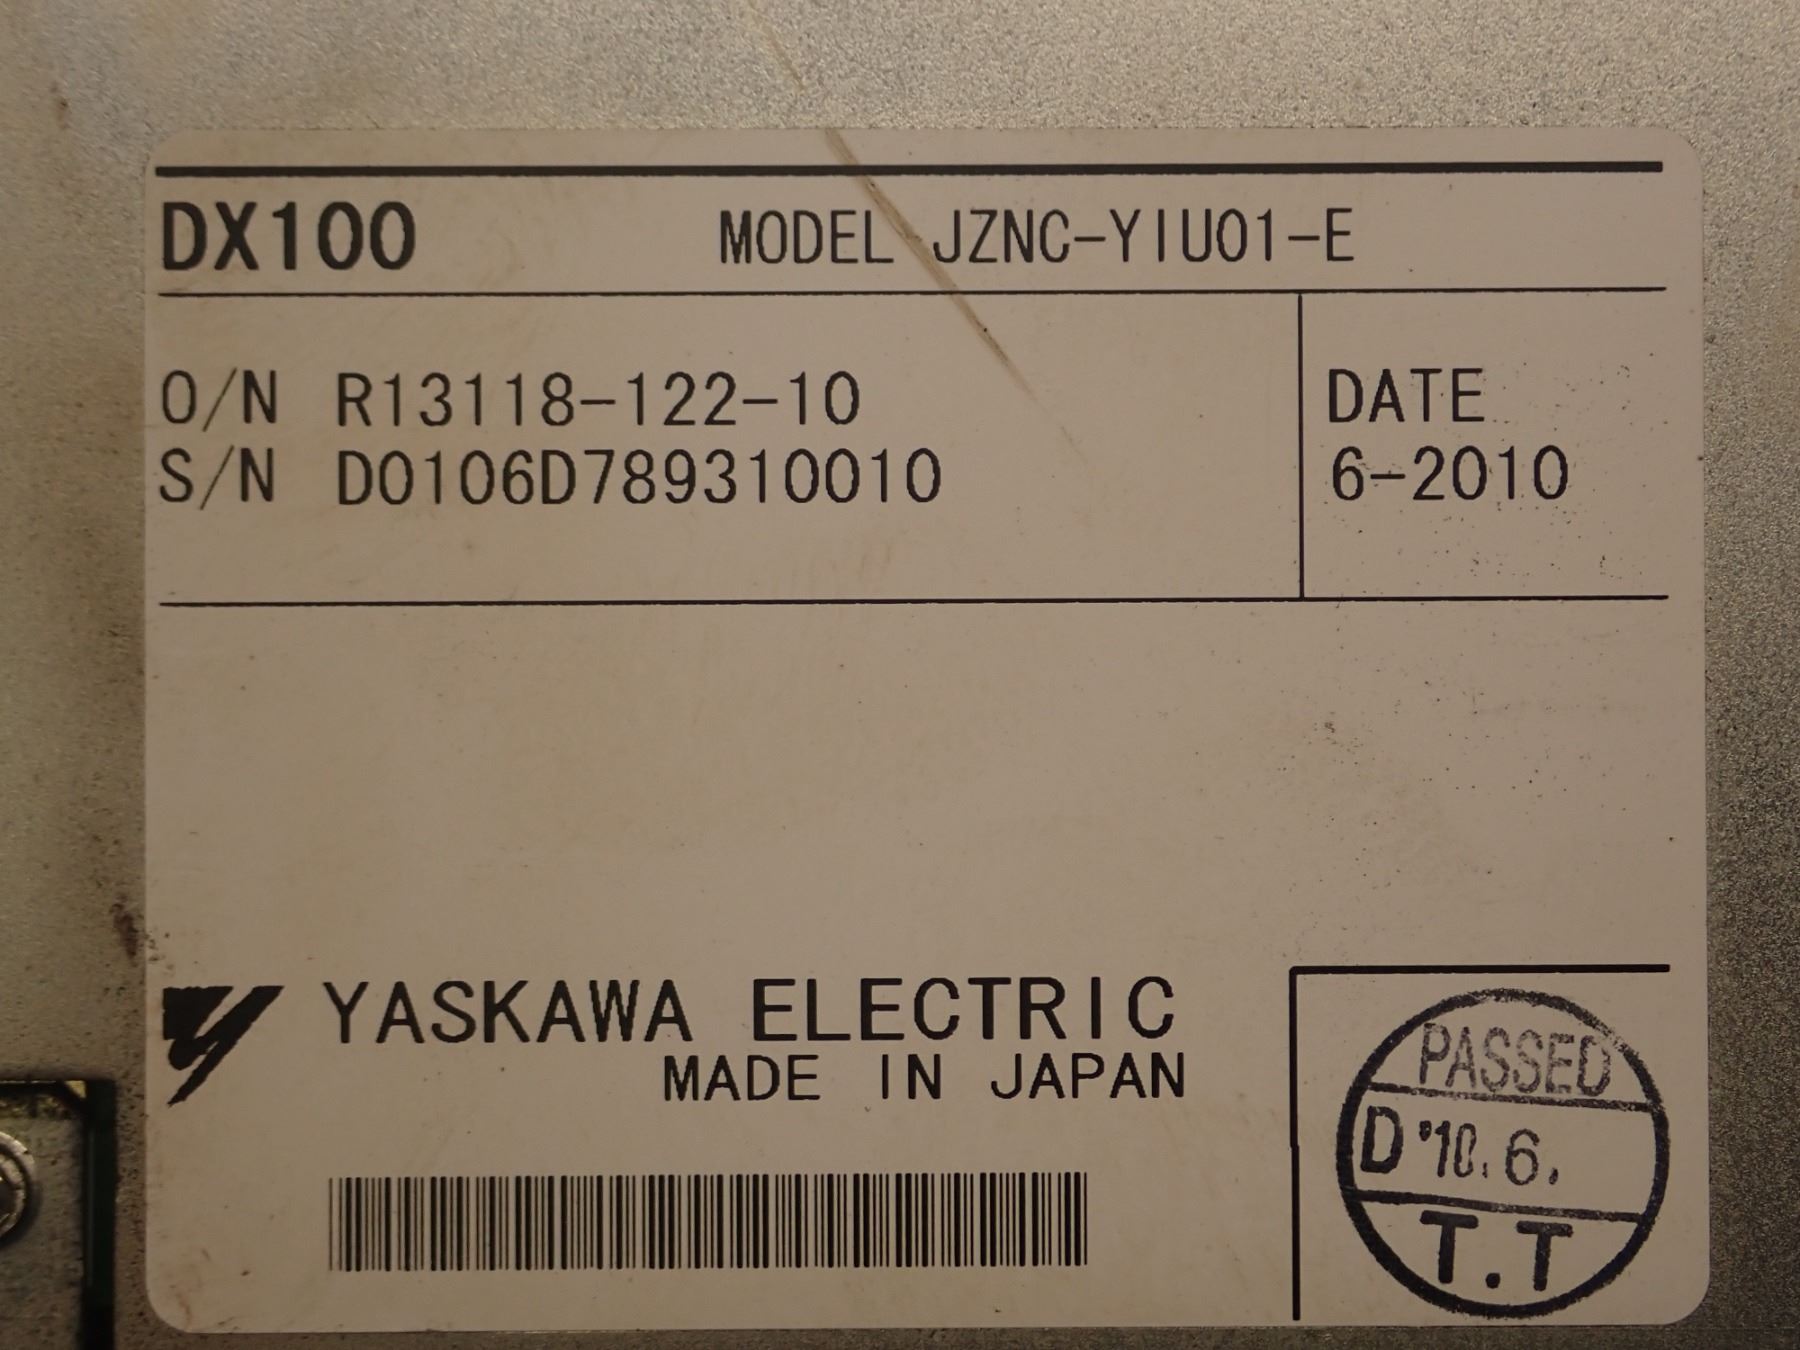 DX100 MODEL JZNC-YIU01-E
O/N R13118-122-10
S/N D0106D789310010
DATE
6-2010
YASKAWA ELECTRIC
MADE IN JAPAN
PASSED
D '10.6.
T.T